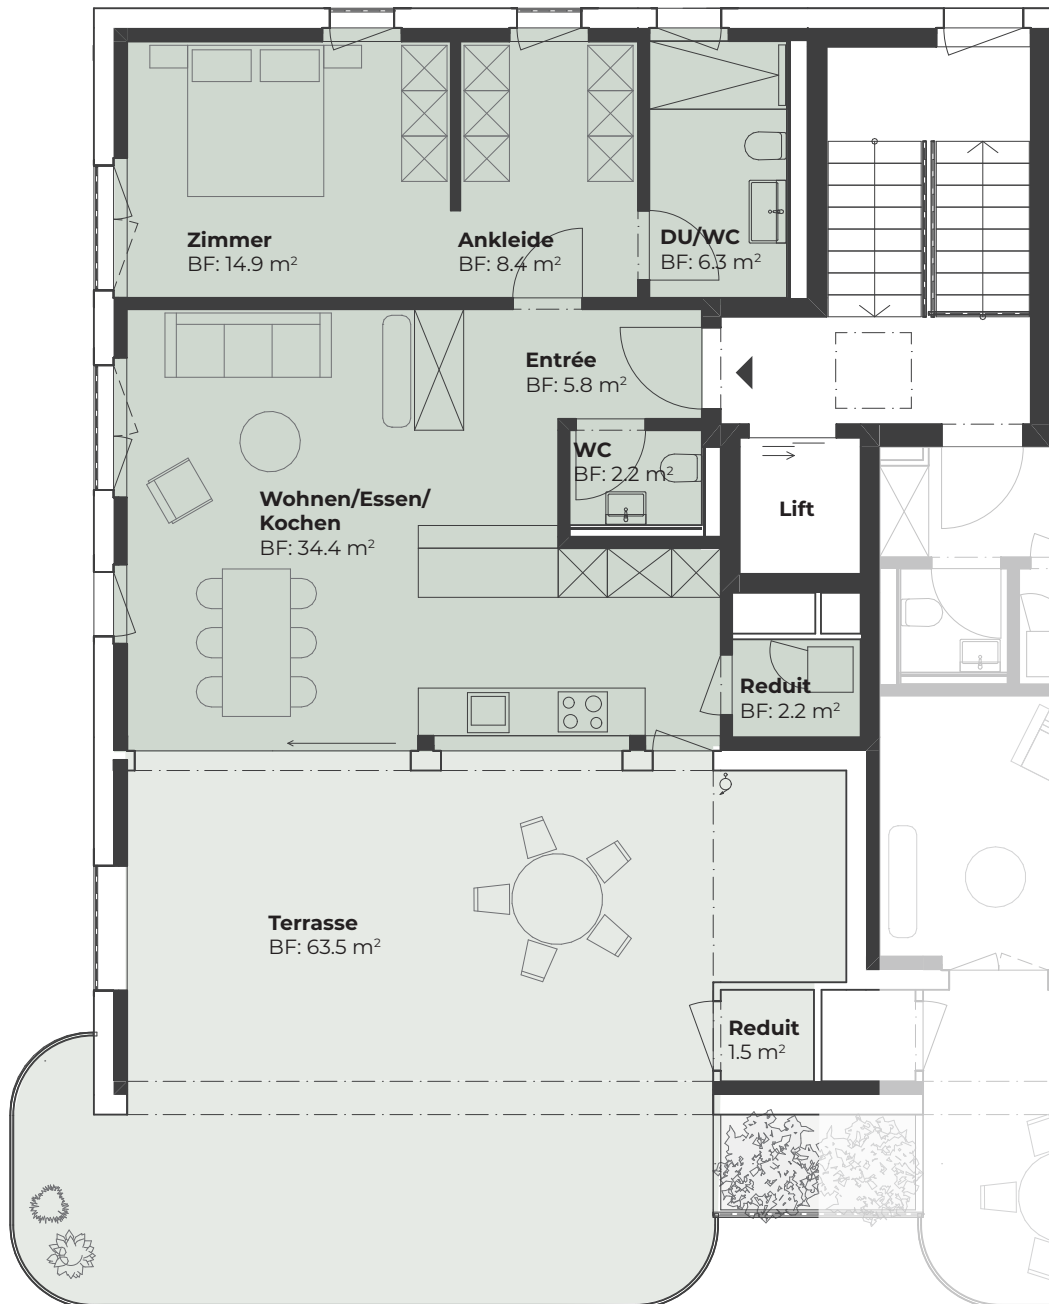 Zimmer
BF: 14.9 m²
Ankleide
BF: 8.4 m²
DU/WC
BF: 6.3 m²
Entrée
BF: 5.8 m²
WC
BF: 2.2 m²
Wohnen/Essen/
Kochen
BF: 34.4 m²
Lift
Reduit
BF: 2.2 m²
Terrasse
BF: 63.5 m²
Reduit
1.5 m²